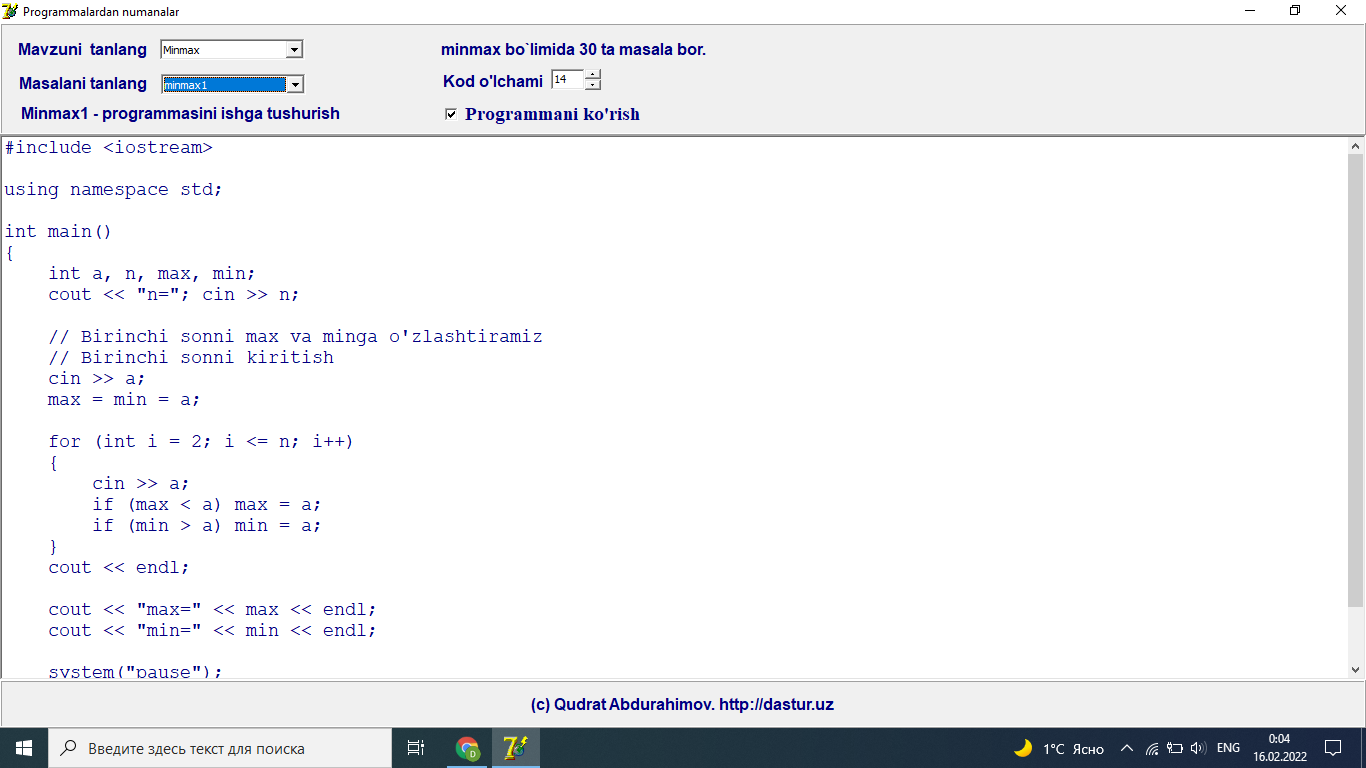 Programmalardan numanalar
Mavzuni tanlang Minmax minmax bo`limida 30 ta masala bor.
Masalani tanlang minmax1 Kod o'lchami 14
Minmax1 - programmasini ishga tushurish Programmani ko'rish
#include <iostream>
using namespace std;
int main()
{
int a, n, max, min;
cout << "n="; cin >> n;
// Birinchi sonni max va minga o'zlashtiramiz
// Birinchi sonni kiritish
cin >> a;
max = min = a;
for (int i = 2; i <= n; i++)
{
cin >> a;
if (max < a) max = a;
if (min > a) min = a;
}
cout << endl;
cout << "max=" << max << endl;
cout << "min=" << min << endl;
system("pause");
(c) Qudrat Abdurahimov. http://dastur.uz
Введите здесь текст для поиска D 7 1°C Ясно ENG 0:04
16.02.2022